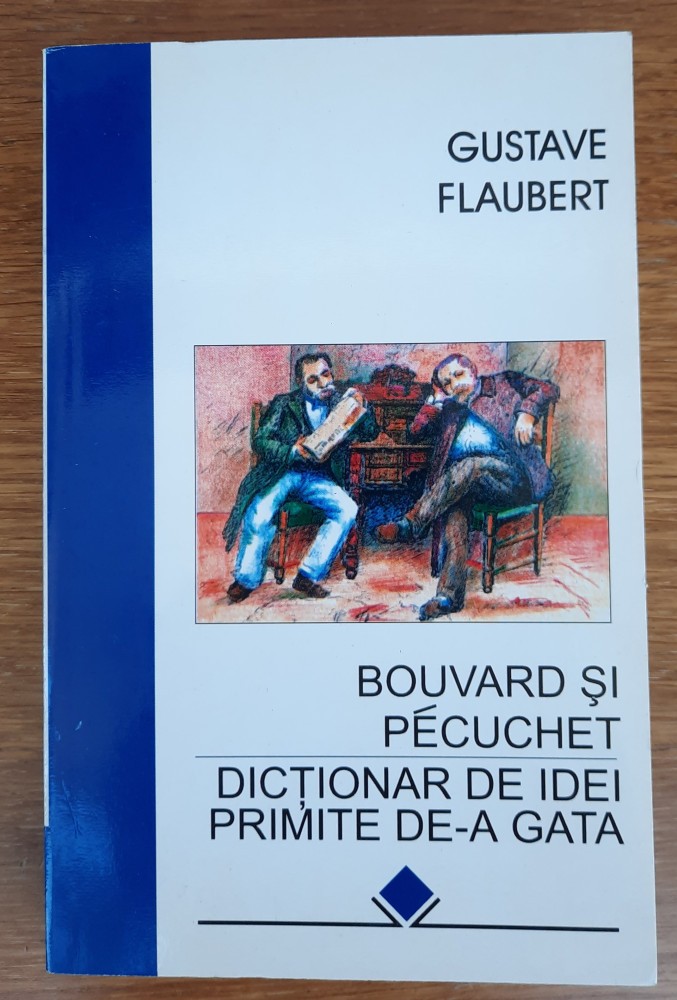 GUSTAVE
FLAUBERT
BOUVARD ŞI
PÉCUCHET
DICŢIONAR DE IDEI
PRIMITE DE-A GATA